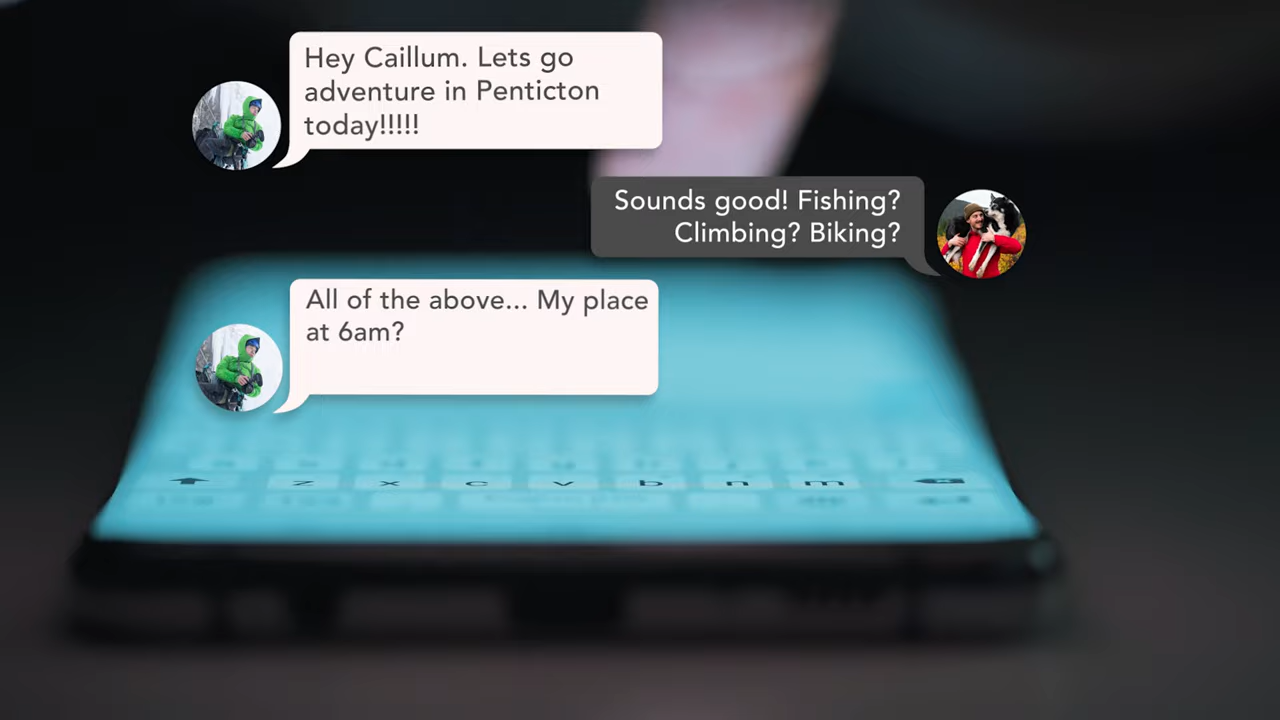 Hey Caillum. Lets go
adventure in Penticton
today!!!!!
Sounds good! Fishing?
Climbing? Biking?
All of the above... My place
at 6am?
z x c v b n m